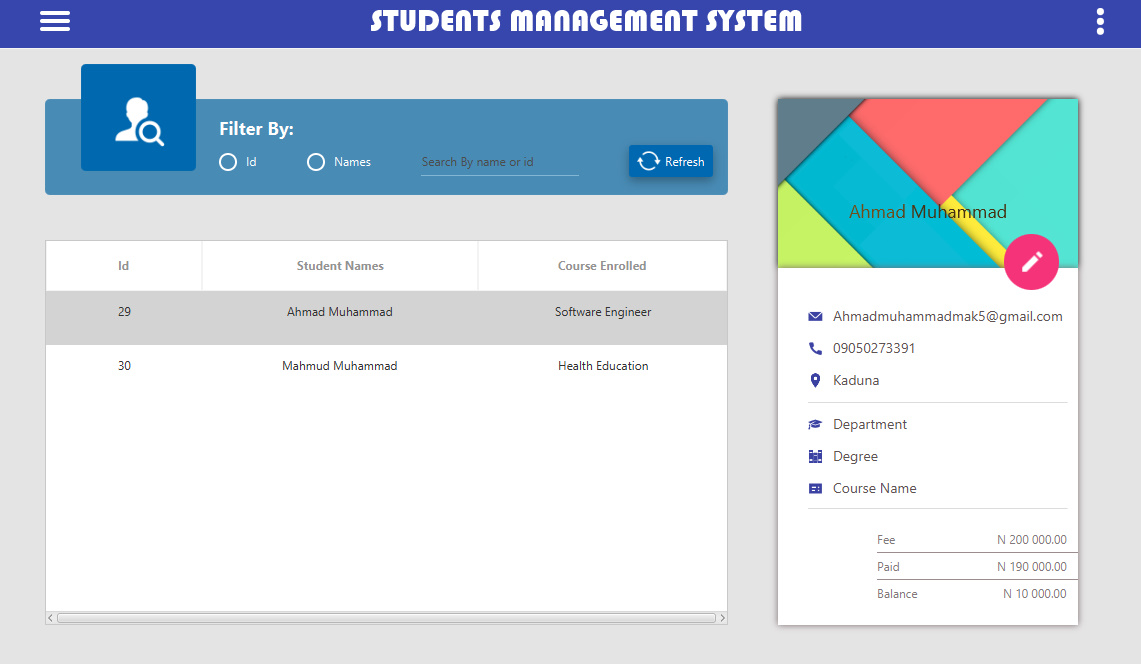 STUDENTS MANAGEMENT SYSTEM
Filter By:
Id Names Search By name or id Refresh
Id Student Names Course Enrolled
29 Ahmad Muhammad Software Engineer
30 Mahmud Muhammad Health Education
Ahmad Muhammad
Ahmadmuhammadmak5@gmail.com
09050273391
Kaduna
Department
Degree
Course Name
Fee N 200 000.00
Paid N 190 000.00
Balance N 10 000.00